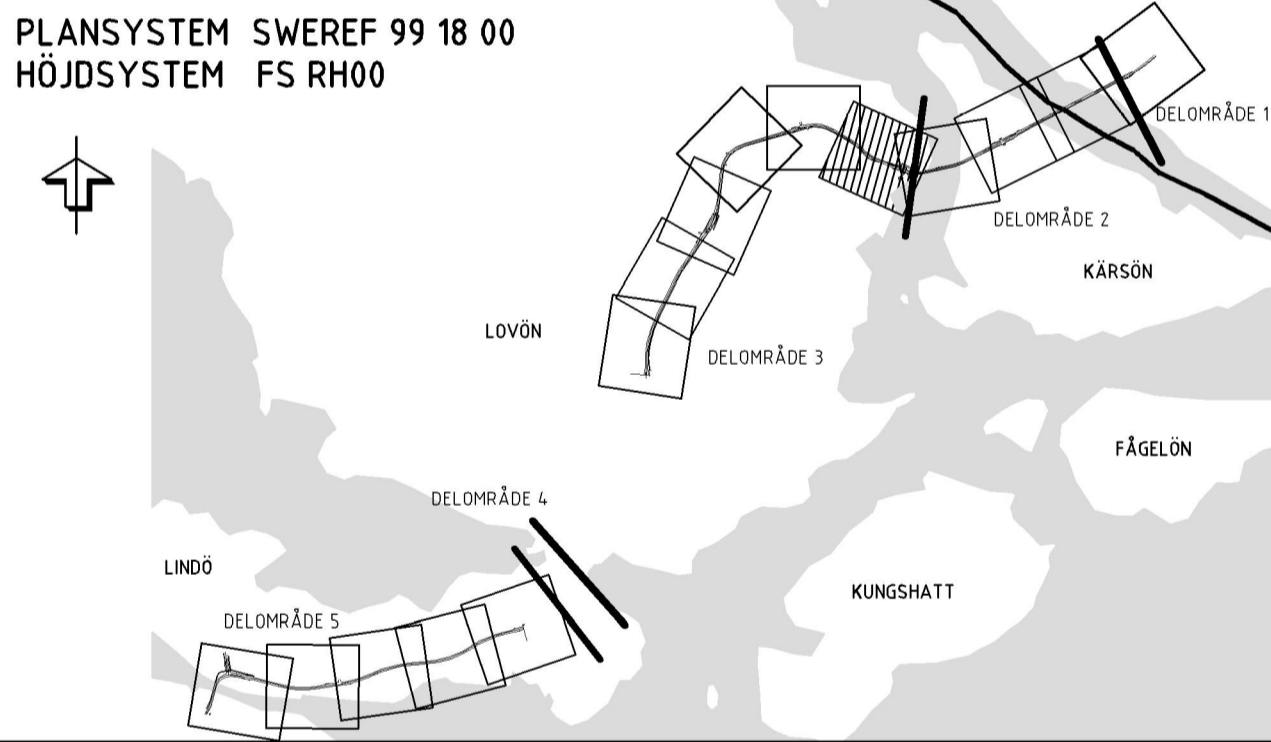 PLANSYSTEM SWEREF 99 18 00
HÖJDSYSTEM FS RH00
DELOMRÅDE 1
DELOMRÅDE 2
KÄRSÖN
LOVÖN
DELOMRÅDE 3
FÅGELÖN
DELOMRÅDE 4
LINDÖ
KUNGSHATT
DELOMRÅDE 5